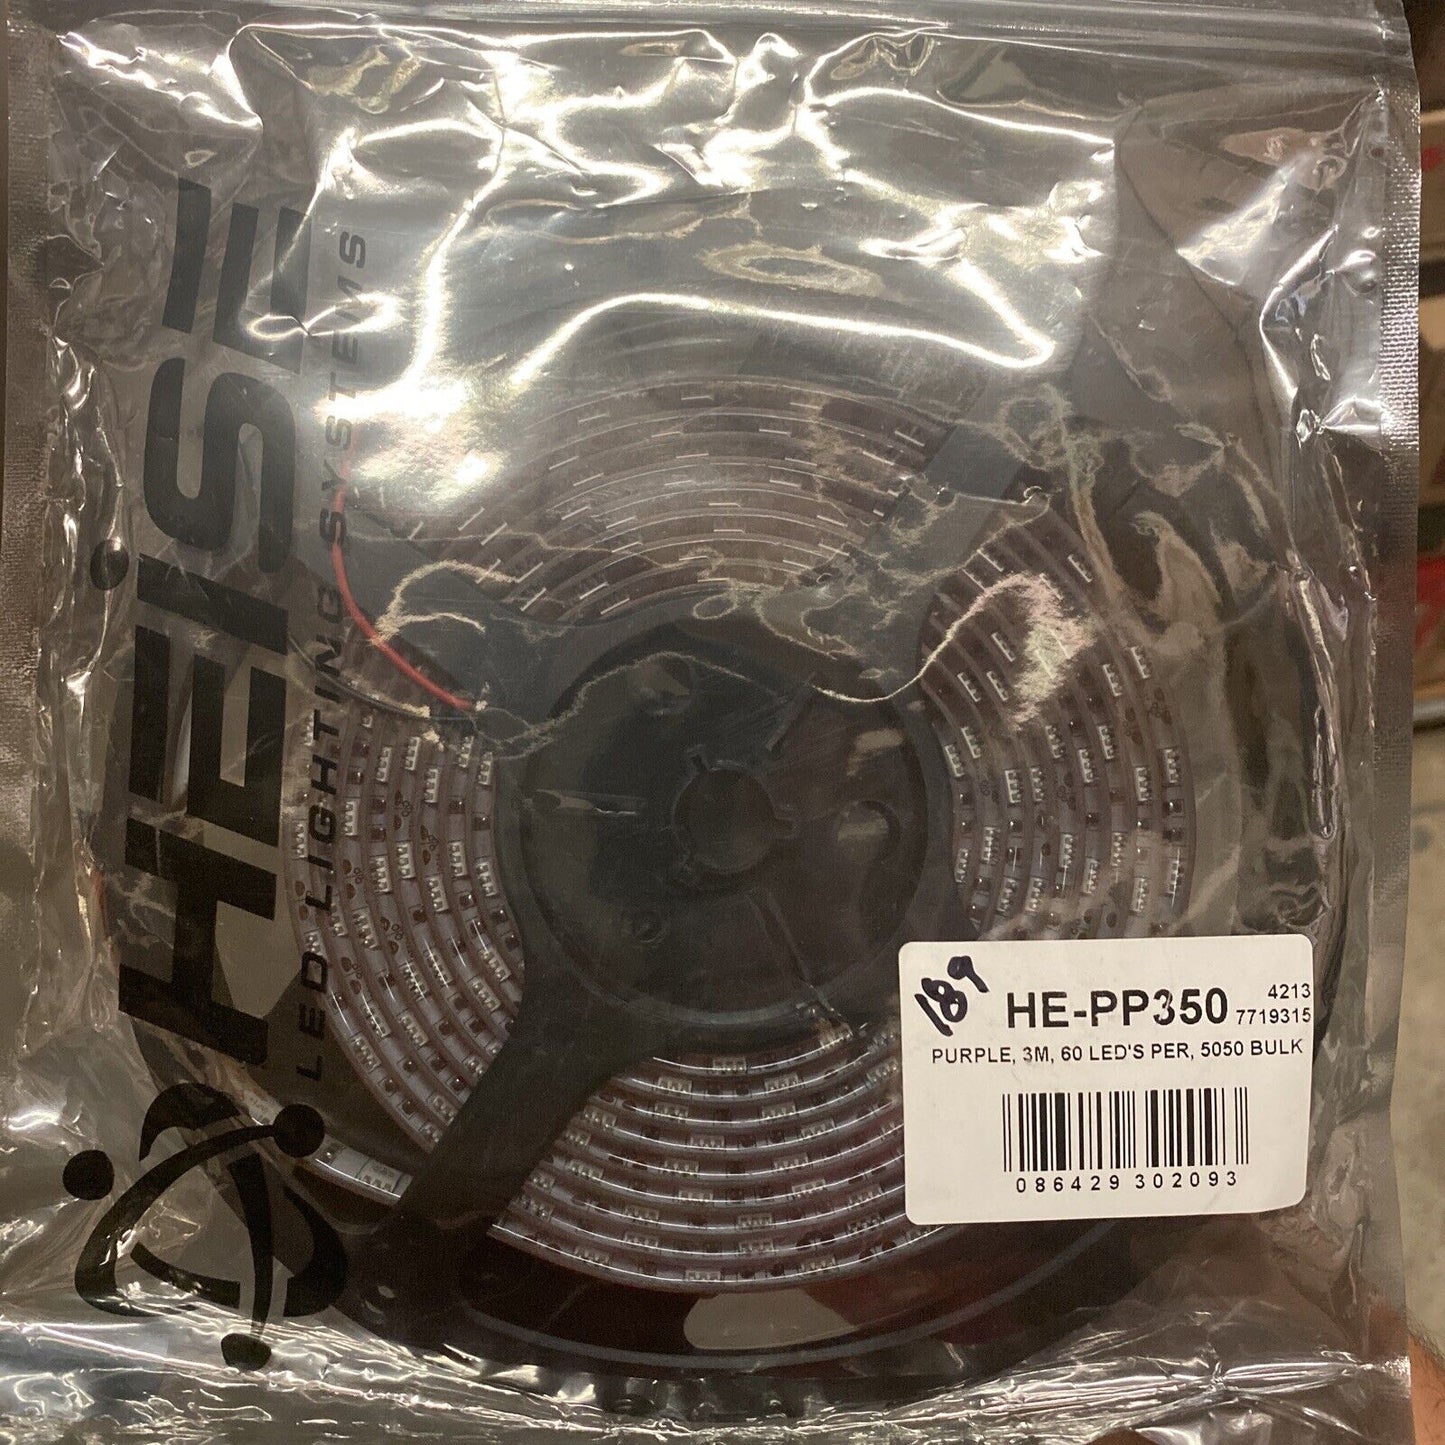 HEISE
LED LIGHTING SYSTEMS
189
HE-PP350
4213
7719315
PURPLE, 3M, 60 LED'S PER, 5050 BULK
086429 302093